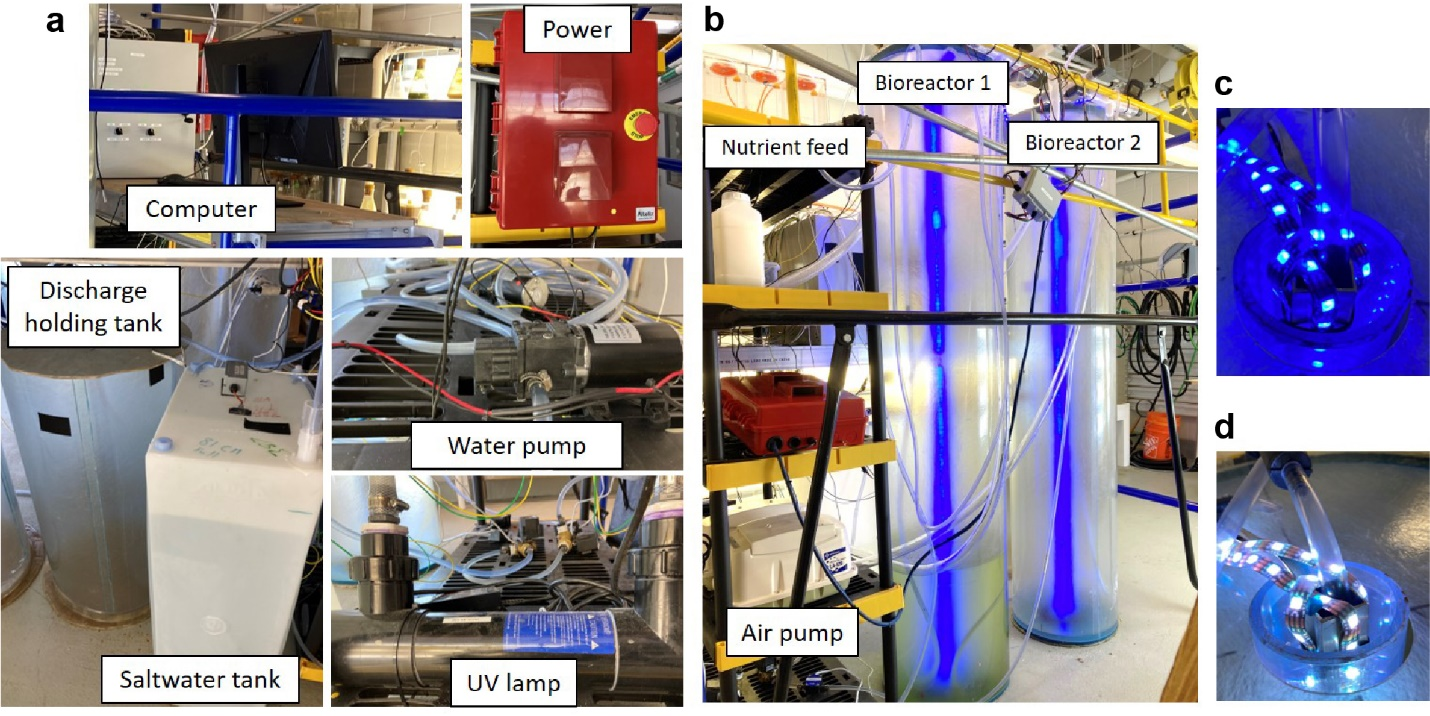 a
Power
Computer
Discharge
holding tank
Water pump
Saltwater tank
UV lamp
b
Bioreactor 1
Nutrient feed
Bioreactor 2
Air pump
c
d